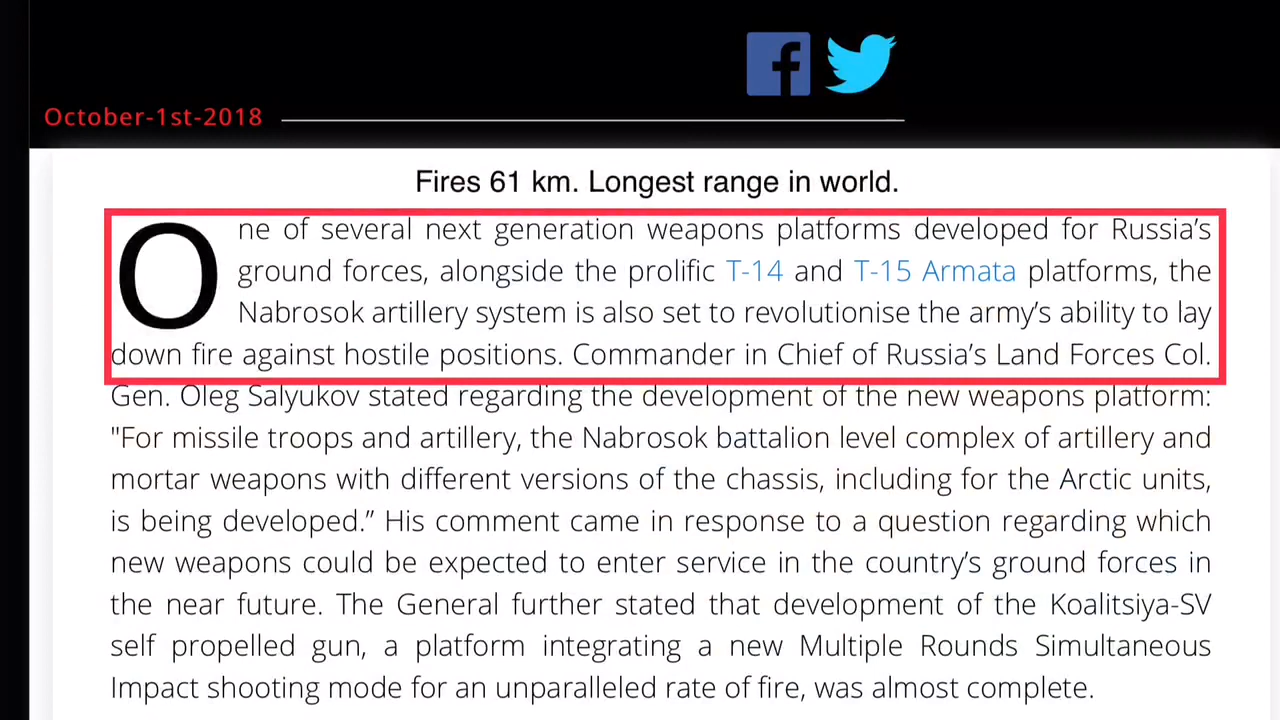 October-1st-2018
Fires 61 km. Longest range in world.
One of several next generation weapons platforms developed for Russia’s
ground forces, alongside the prolific T-14 and T-15 Armata platforms, the
Nabrosok artillery system is also set to revolutionise the army’s ability to lay
down fire against hostile positions. Commander in Chief of Russia’s Land Forces Col.
Gen. Oleg Salyukov stated regarding the development of the new weapons platform:
"For missile troops and artillery, the Nabrosok battalion level complex of artillery and
mortar weapons with different versions of the chassis, including for the Arctic units,
is being developed.” His comment came in response to a question regarding which
new weapons could be expected to enter service in the country’s ground forces in
the near future. The General further stated that development of the Koalitsiya-SV
self propelled gun, a platform integrating a new Multiple Rounds Simultaneous
Impact shooting mode for an unparalleled rate of fire, was almost complete.